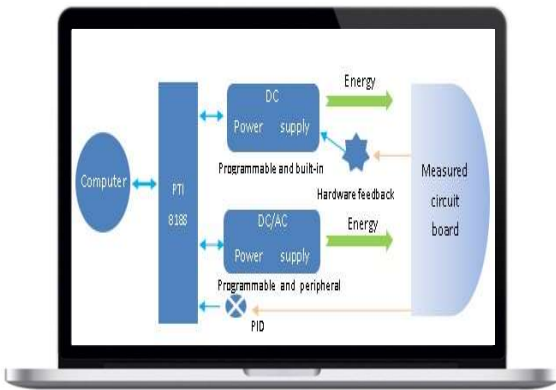 Energy
DC
Power supply
Programmable and built-in
Hardware feedback
Computer
PTI
8188
Measured
circuit
board
DC/AC
Power supply
Energy
Programmable and peripheral
PID